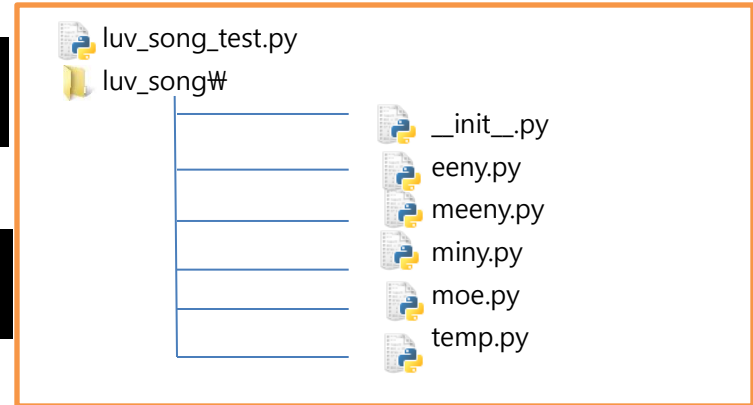 luv_song_test.py
luv_song₩
__init__.py
eeny.py
meeny.py
miny.py
moe.py
temp.py